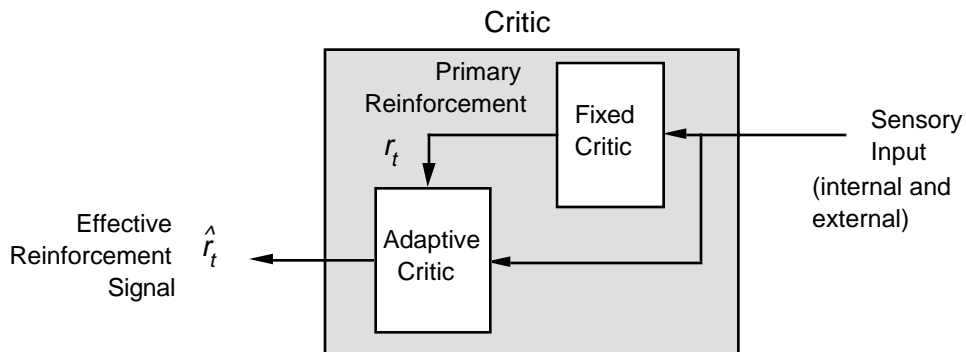 Critic
Primary
Reinforcement
r_t
Fixed
Critic
Sensory
Input
(internal and
external)
Adaptive
Critic
Effective
Reinforcement
Signal
r̂_t